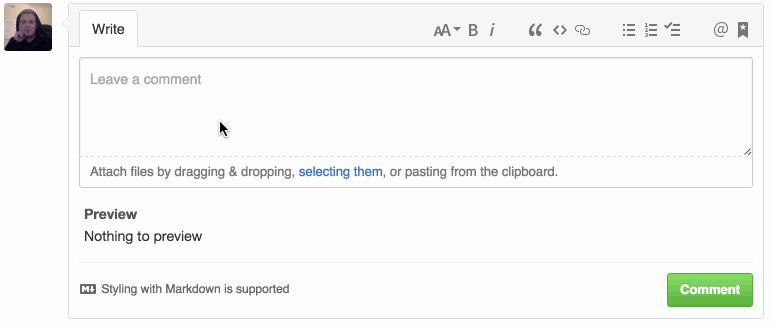 Write
AA B i “ <> @
Leave a comment
Attach files by dragging & dropping, selecting them, or pasting from the clipboard.
Preview
Nothing to preview
M↓ Styling with Markdown is supported
Comment